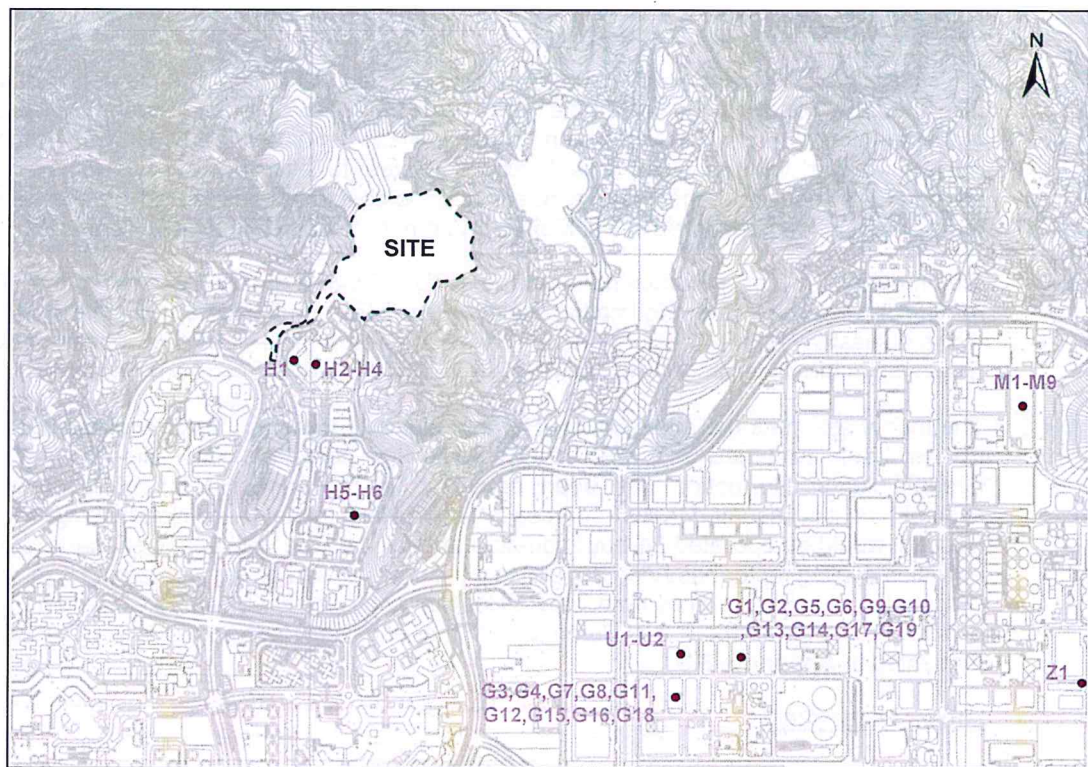 N
SITE
H1
H2-H4
M1-M9
H5-H6
G1,G2,G5,G6,G9,G10
,G13,G14,G17,G19
U1-U2
Z1
G3,G4,G7,G8,G11,
G12,G15,G16,G18